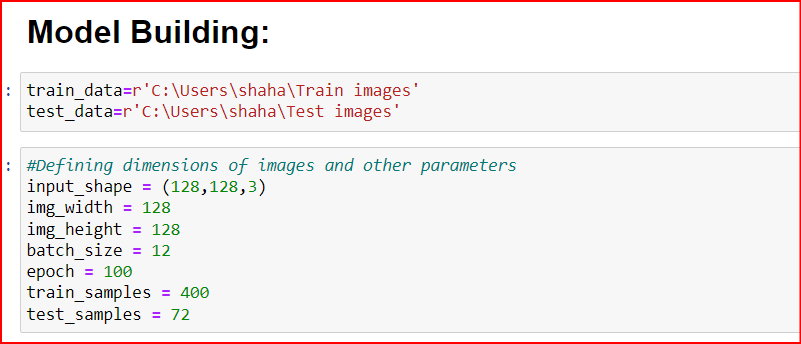 Model Building:
: train_data=r'C:\Users\shaha\Train images'
test_data=r'C:\Users\shaha\Test images'
: #Defining dimensions of images and other parameters
input_shape = (128,128,3)
img_width = 128
img_height = 128
batch_size = 12
epoch = 100
train_samples = 400
test_samples = 72